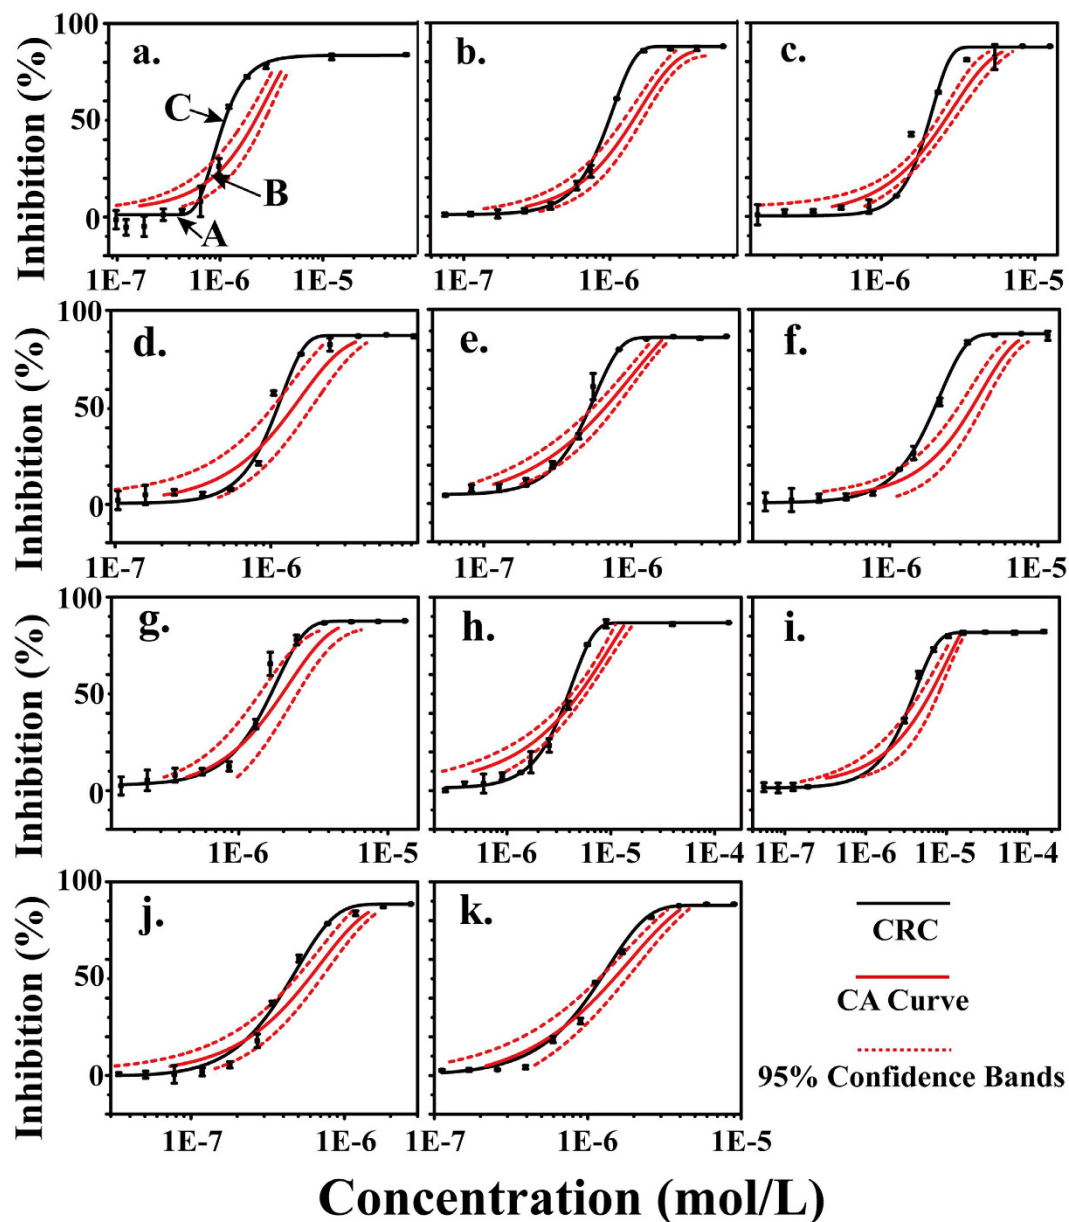 Inhibition (%)
100
50
0
a.
C
B
A
1E-7
1E-6
1E-5
b.
1E-7
1E-6
c.
1E-6
1E-5
Inhibition (%)
100
50
0
d.
1E-7
1E-6
e.
1E-7
1E-6
f.
1E-6
1E-5
Inhibition (%)
100
50
0
g.
1E-6
1E-5
h.
1E-6
1E-5
1E-4
i.
1E-7
1E-6
1E-5
1E-4
Inhibition (%)
100
50
0
j.
1E-7
1E-6
k.
1E-6
1E-5
CRC
CA Curve
95% Confidence Bands
Concentration (mol/L)